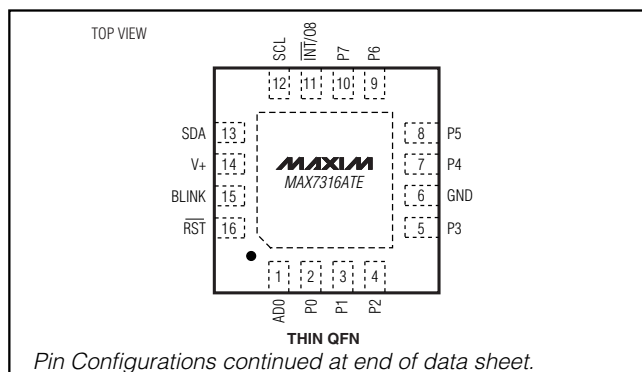 TOP VIEW
SCL
INT/O8
P7
P6
12
11
10
9
SDA 13
V+ 14
BLINK 15
RST 16
8 P5
7 P4
6 GND
5 P3
MAXIM
MAX7316ATE
1
2
3
4
AD0
P0
P1
P2
THIN QFN
Pin Configurations continued at end of data sheet.